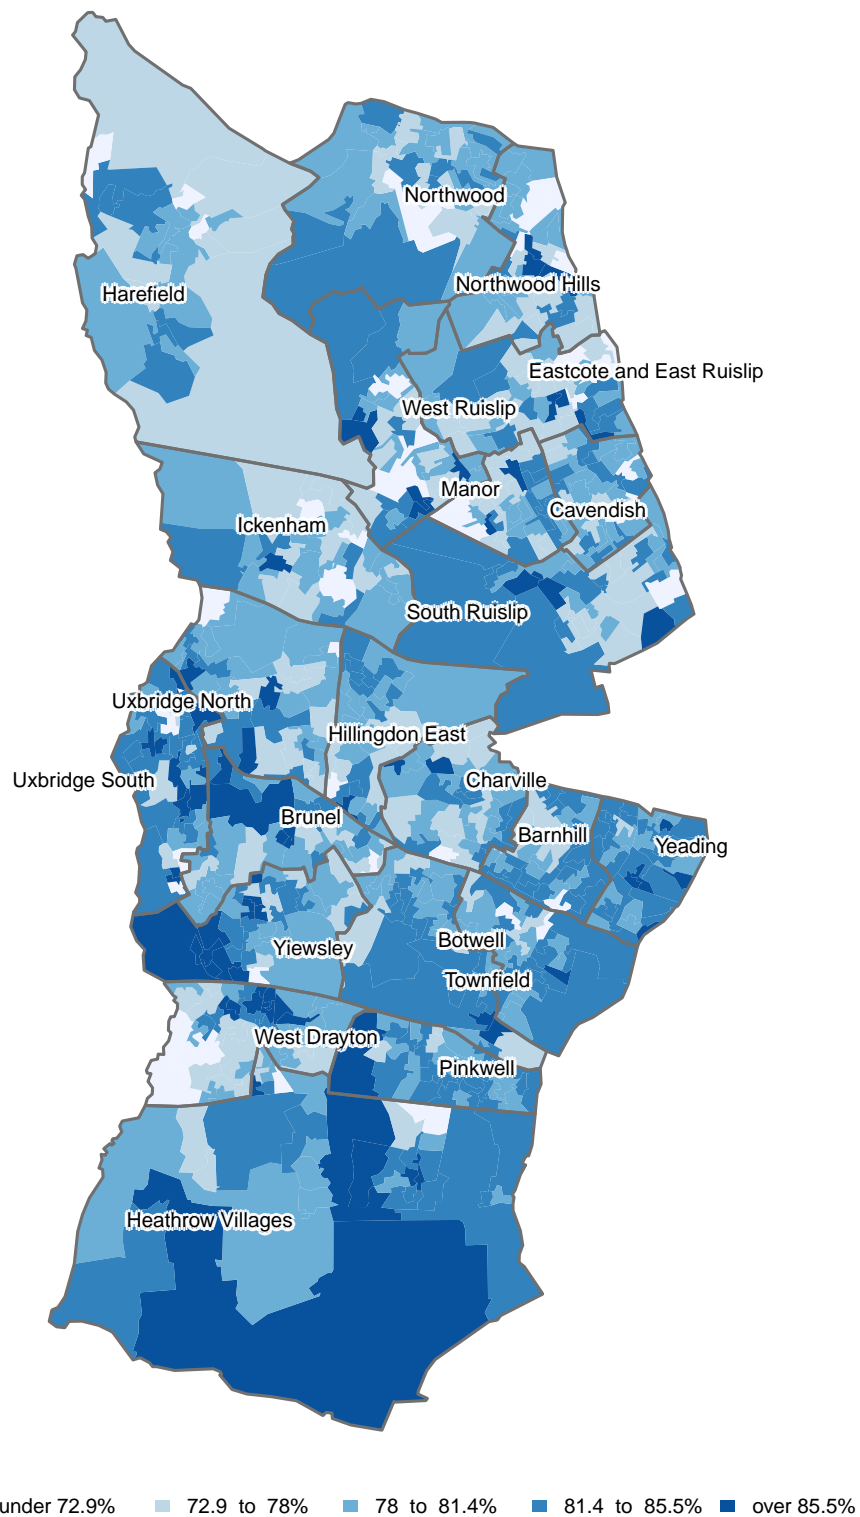 Northwood
Northwood Hills
Harefield
Eastcote and East Ruislip
West Ruislip
Manor
Cavendish
Ickenham
South Ruislip
Uxbridge North
Hillingdon East
Uxbridge South
Charville
Brunel
Barnhill
Yeading
Yiewsley
Botwell
Townfield
West Drayton
Pinkwell
Heathrow Villages
under 72.9% 72.9 to 78% 78 to 81.4% 81.4 to 85.5% over 85.5%